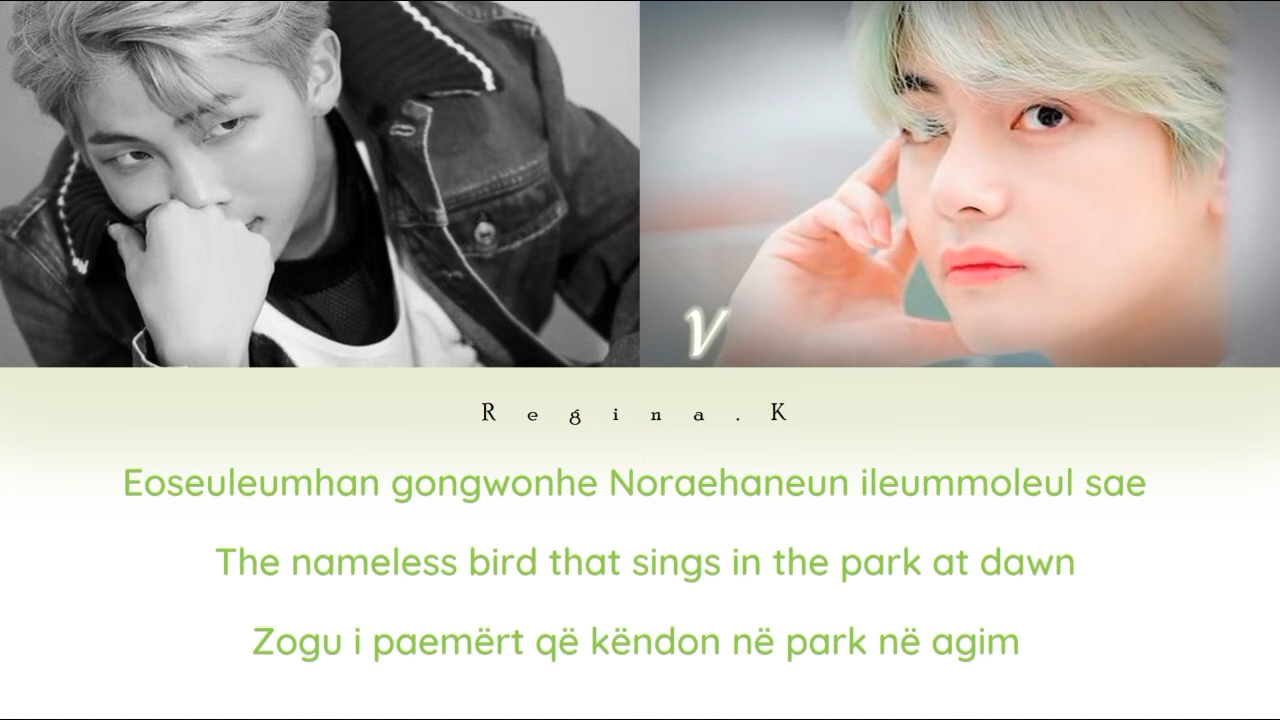 V
Regina.K
Eoseuleumhan gongwonhe Noraehaneun ileummoleul sae
The nameless bird that sings in the park at dawn
Zogu i paemërt që këndon në park në agim